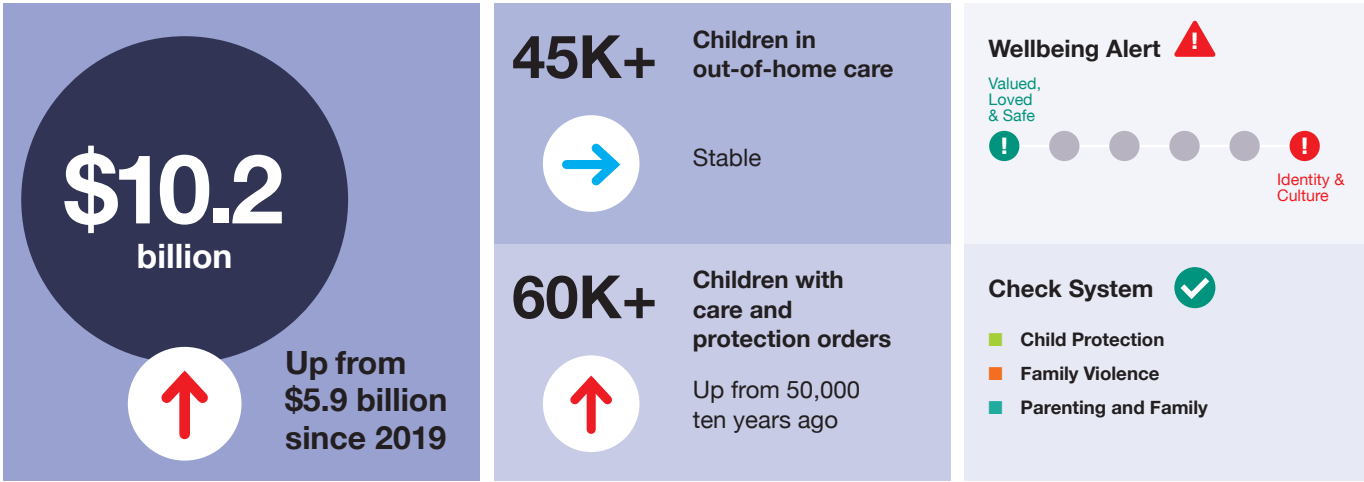 $10.2
billion
Up from
$5.9 billion
since 2019
45K+
Children in
out-of-home care
Stable
60K+
Children with
care and
protection orders
Up from 50,000
ten years ago
Wellbeing Alert
!
Valued,
Loved
& Safe
!
!
Identity &
Culture
Check System
Child Protection
Family Violence
Parenting and Family